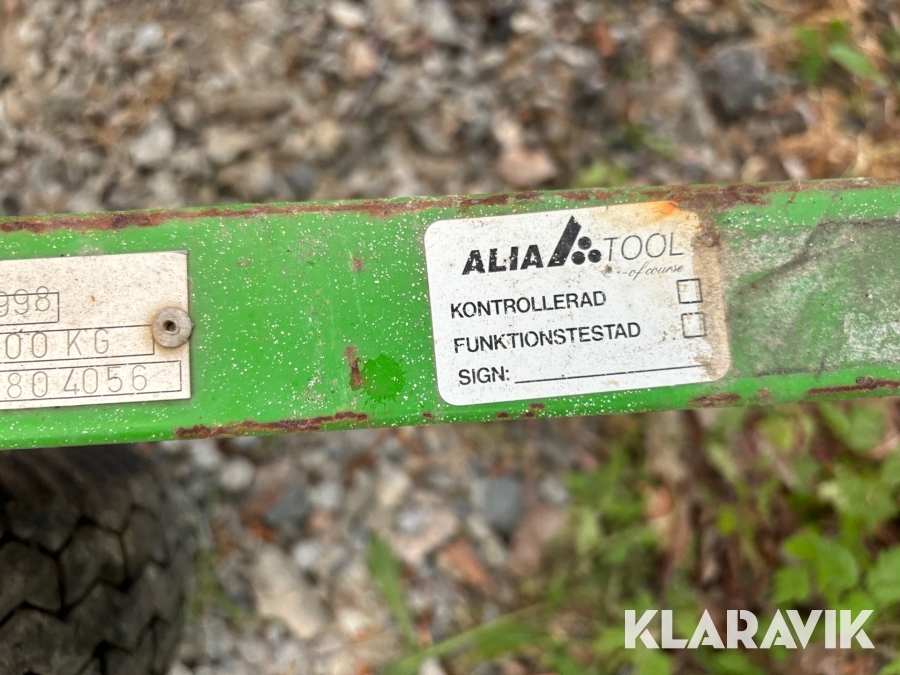 998
00 KG
804056
ALIA TOOL
--of course
KONTROLLERAD
FUNKTIONSTESTAD
SIGN:
KLARAVIK